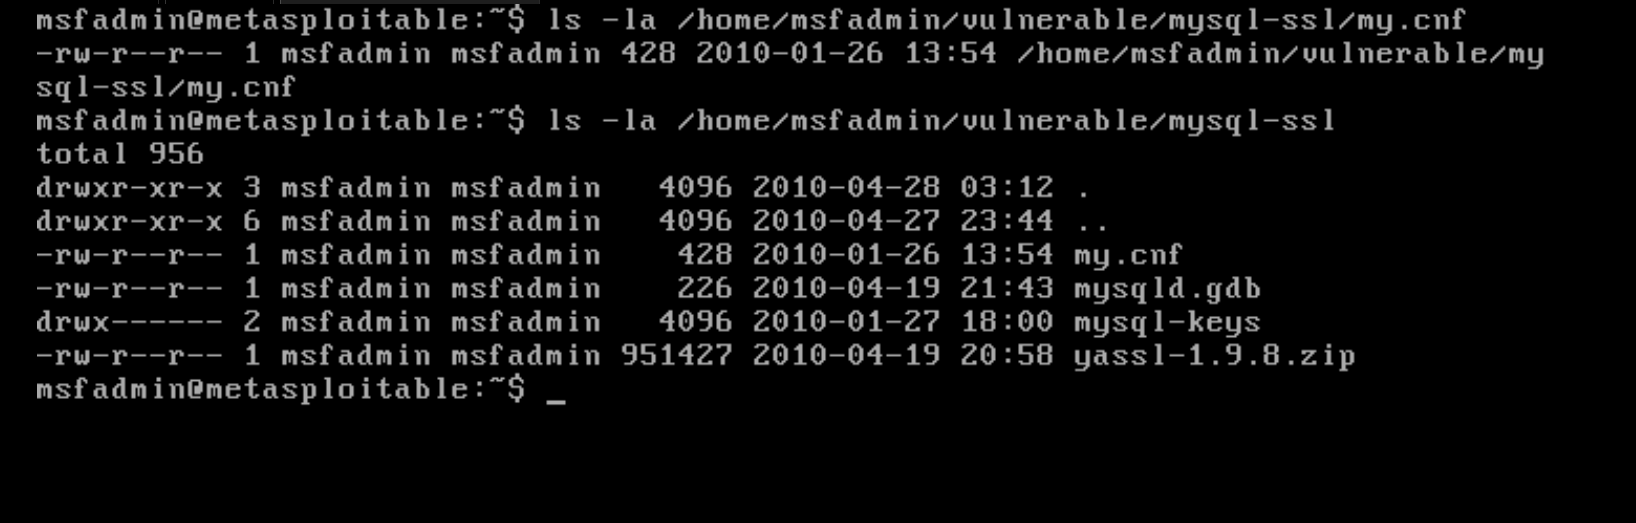 msfadmin@metasploitable:~$ ls -la /home/msfadmin/vulnerable/mysql-ssl/my.cnf
-rw-r--r-- 1 msfadmin msfadmin 428 2010-01-26 13:54 /home/msfadmin/vulnerable/my
sql-ssl/my.cnf
msfadmin@metasploitable:~$ ls -la /home/msfadmin/vulnerable/mysql-ssl
total 956
drwxr-xr-x 3 msfadmin msfadmin   4096 2010-04-28 03:12 .
drwxr-xr-x 6 msfadmin msfadmin   4096 2010-04-27 23:44 ..
-rw-r--r-- 1 msfadmin msfadmin    428 2010-01-26 13:54 my.cnf
-rw-r--r-- 1 msfadmin msfadmin    226 2010-04-19 21:43 mysqld.gdb
drwx------ 2 msfadmin msfadmin   4096 2010-01-27 18:00 mysql-keys
-rw-r--r-- 1 msfadmin msfadmin 951427 2010-04-19 20:58 yassl-1.9.8.zip
msfadmin@metasploitable:~$ _